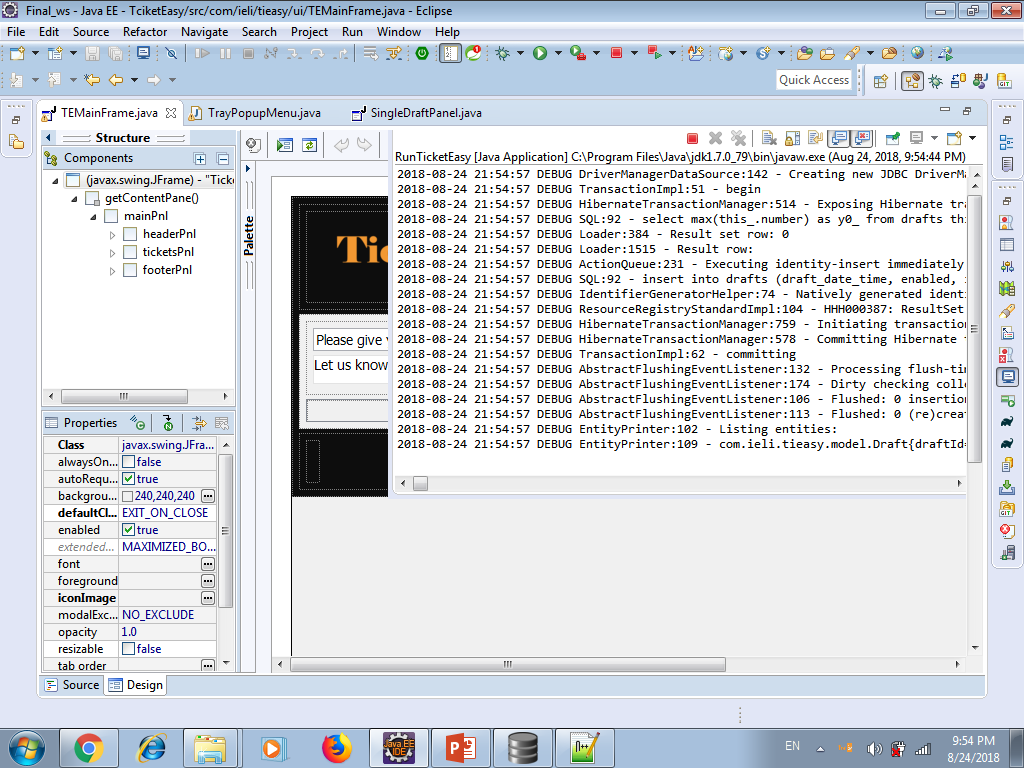 Final_ws - Java EE - TciketEasy/src/com/ieli/tieasy/ui/TEMainFrame.java - Eclipse
File Edit Source Refactor Navigate Search Project Run Window Help
Quick Access
TEMainFrame.java TrayPopupMenu.java SingleDraftPanel.java
Structure
Components
(javax.swing.JFrame) - "Ticke
getContentPane()
mainPnl
headerPnl
ticketsPnl
footerPnl
Palette
Tic
Please give
Let us know
RunTicketEasy [Java Application] C:\Program Files\Java\jdk1.7.0_79\bin\javaw.exe (Aug 24, 2018, 9:54:44 PM)
2018-08-24 21:54:57 DEBUG DriverManagerDataSource:142 - Creating new JDBC DriverMa
2018-08-24 21:54:57 DEBUG TransactionImpl:51 - begin
2018-08-24 21:54:57 DEBUG HibernateTransactionManager:514 - Exposing Hibernate tra
2018-08-24 21:54:57 DEBUG SQL:92 - select max(this_.number) as y0_ from drafts thi
2018-08-24 21:54:57 DEBUG Loader:384 - Result set row: 0
2018-08-24 21:54:57 DEBUG Loader:1515 - Result row:
2018-08-24 21:54:57 DEBUG ActionQueue:231 - Executing identity-insert immediately
2018-08-24 21:54:57 DEBUG SQL:92 - insert into drafts (draft_date_time, enabled,
2018-08-24 21:54:57 DEBUG IdentifierGeneratorHelper:74 - Natively generated identi
2018-08-24 21:54:57 DEBUG ResourceRegistryStandardImpl:104 - HHH000387: ResultSet
2018-08-24 21:54:57 DEBUG HibernateTransactionManager:759 - Initiating transaction
2018-08-24 21:54:57 DEBUG HibernateTransactionManager:578 - Committing Hibernate t
2018-08-24 21:54:57 DEBUG TransactionImpl:62 - committing
2018-08-24 21:54:57 DEBUG AbstractFlushingEventListener:132 - Processing flush-tim
2018-08-24 21:54:57 DEBUG AbstractFlushingEventListener:174 - Dirty checking colle
2018-08-24 21:54:57 DEBUG AbstractFlushingEventListener:106 - Flushed: 0 insertion
2018-08-24 21:54:57 DEBUG AbstractFlushingEventListener:113 - Flushed: 0 (re)creat
2018-08-24 21:54:57 DEBUG EntityPrinter:102 - Listing entities:
2018-08-24 21:54:57 DEBUG EntityPrinter:109 - com.ieli.tieasy.model.Draft{draftId=
Properties
Class javax.swing.JFra...
alwaysOn... false
autoRequ... true
backgrou... 240,240,240
defaultCl... EXIT_ON_CLOSE
enabled true
extended... MAXIMIZED_BO...
font
foreground
iconImage
modalExc... NO_EXCLUDE
opacity 1.0
resizable false
tab order
Source Design
EN 9:54 PM
8/24/2018